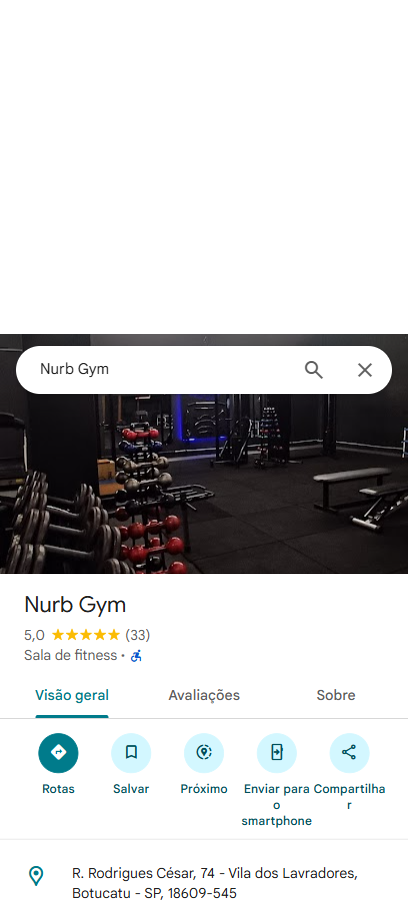 Nurb Gym
Nurb Gym
5,0 (33)
Sala de fitness •
Visão geral Avaliações Sobre
Rotas Salvar Próximo Enviar para o smartphone Compartilhar
R. Rodrigues César, 74 - Vila dos Lavradores,
Botucatu - SP, 18609-545